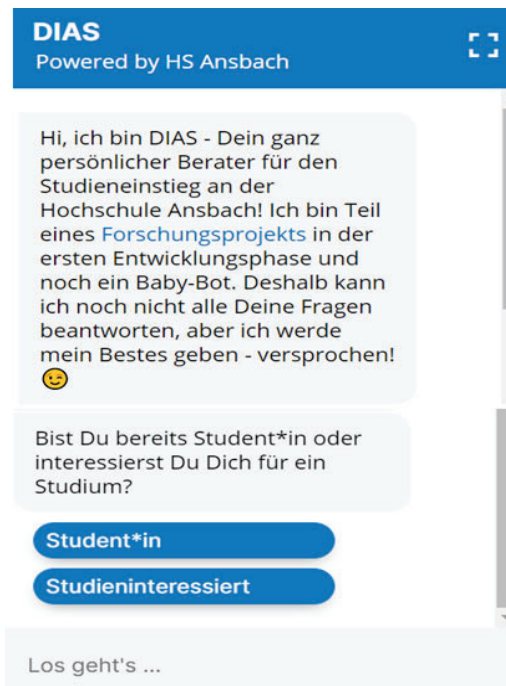 DIAS
Powered by HS Ansbach
Hi, ich bin DIAS - Dein ganz
persönlicher Berater für den
Studieneinstieg an der
Hochschule Ansbach! Ich bin Teil
eines Forschungsprojekts in der
ersten Entwicklungsphase und
noch ein Baby-Bot. Deshalb kann
ich noch nicht alle Deine Fragen
beantworten, aber ich werde
mein Bestes geben - versprochen!
😉
Bist Du bereits Student*in oder
interessierst Du Dich für ein
Studium?
Student*in
Studieninteressiert
Los geht's ...